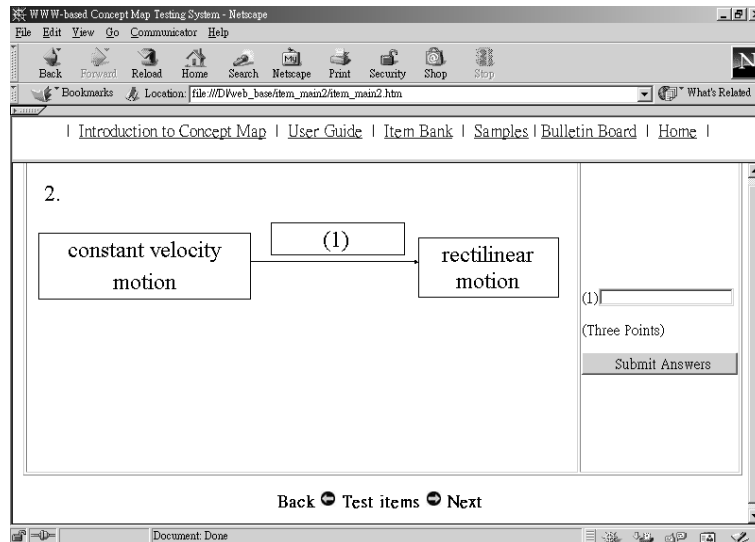 WWW-based Concept Map Testing System - Netscape
File Edit View Go Communicator Help
Back Forward Reload Home Search Netscape Print Security Shop Stop
Bookmarks Location: file:///D|/web_base/item_main2/item_main2.htm What's Related
| Introduction to Concept Map | User Guide | Item Bank | Samples | Bulletin Board | Home |
2.
constant velocity
motion
(1)
rectilinear
motion
(1)
(Three Points)
Submit Answers
Back Test items Next
Document: Done